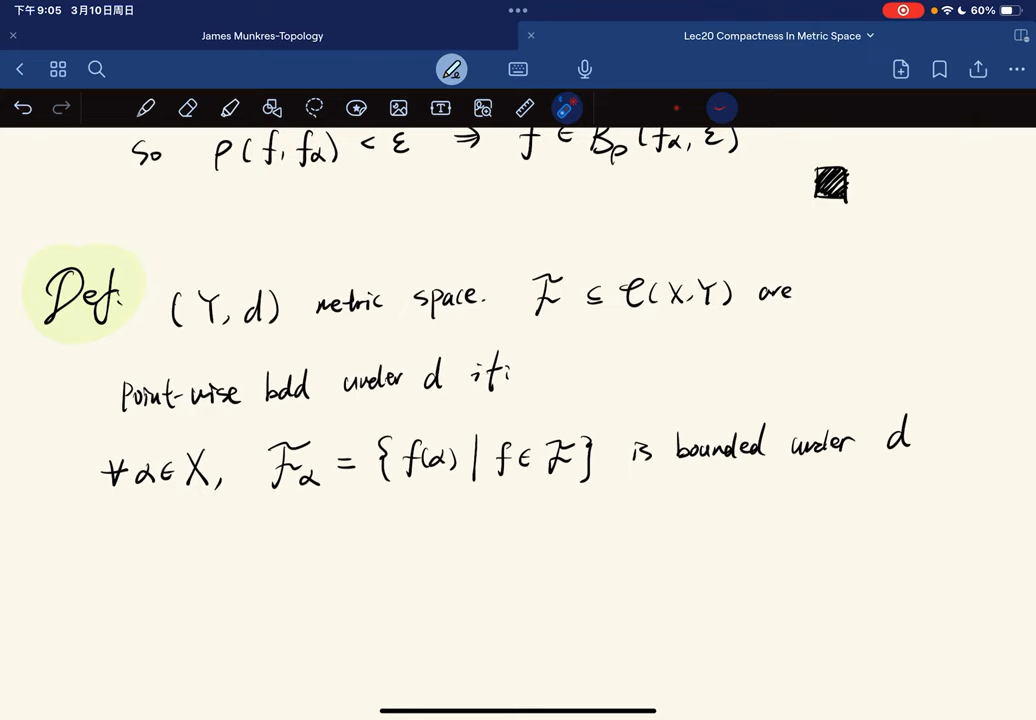 下午9:05 3月10日周日
60%
James Munkres-Topology
Lec20 Compactness In Metric Space
So ρ(f, fα) < ε ⇒ f ∈ Bρ(fα, ε)
Def: (Y, d) metric space. F ⊆ C(X,Y) are
point-wise bdd under d if:
∀α∈X, Fα = {f(α) | f∈F} is bounded under d